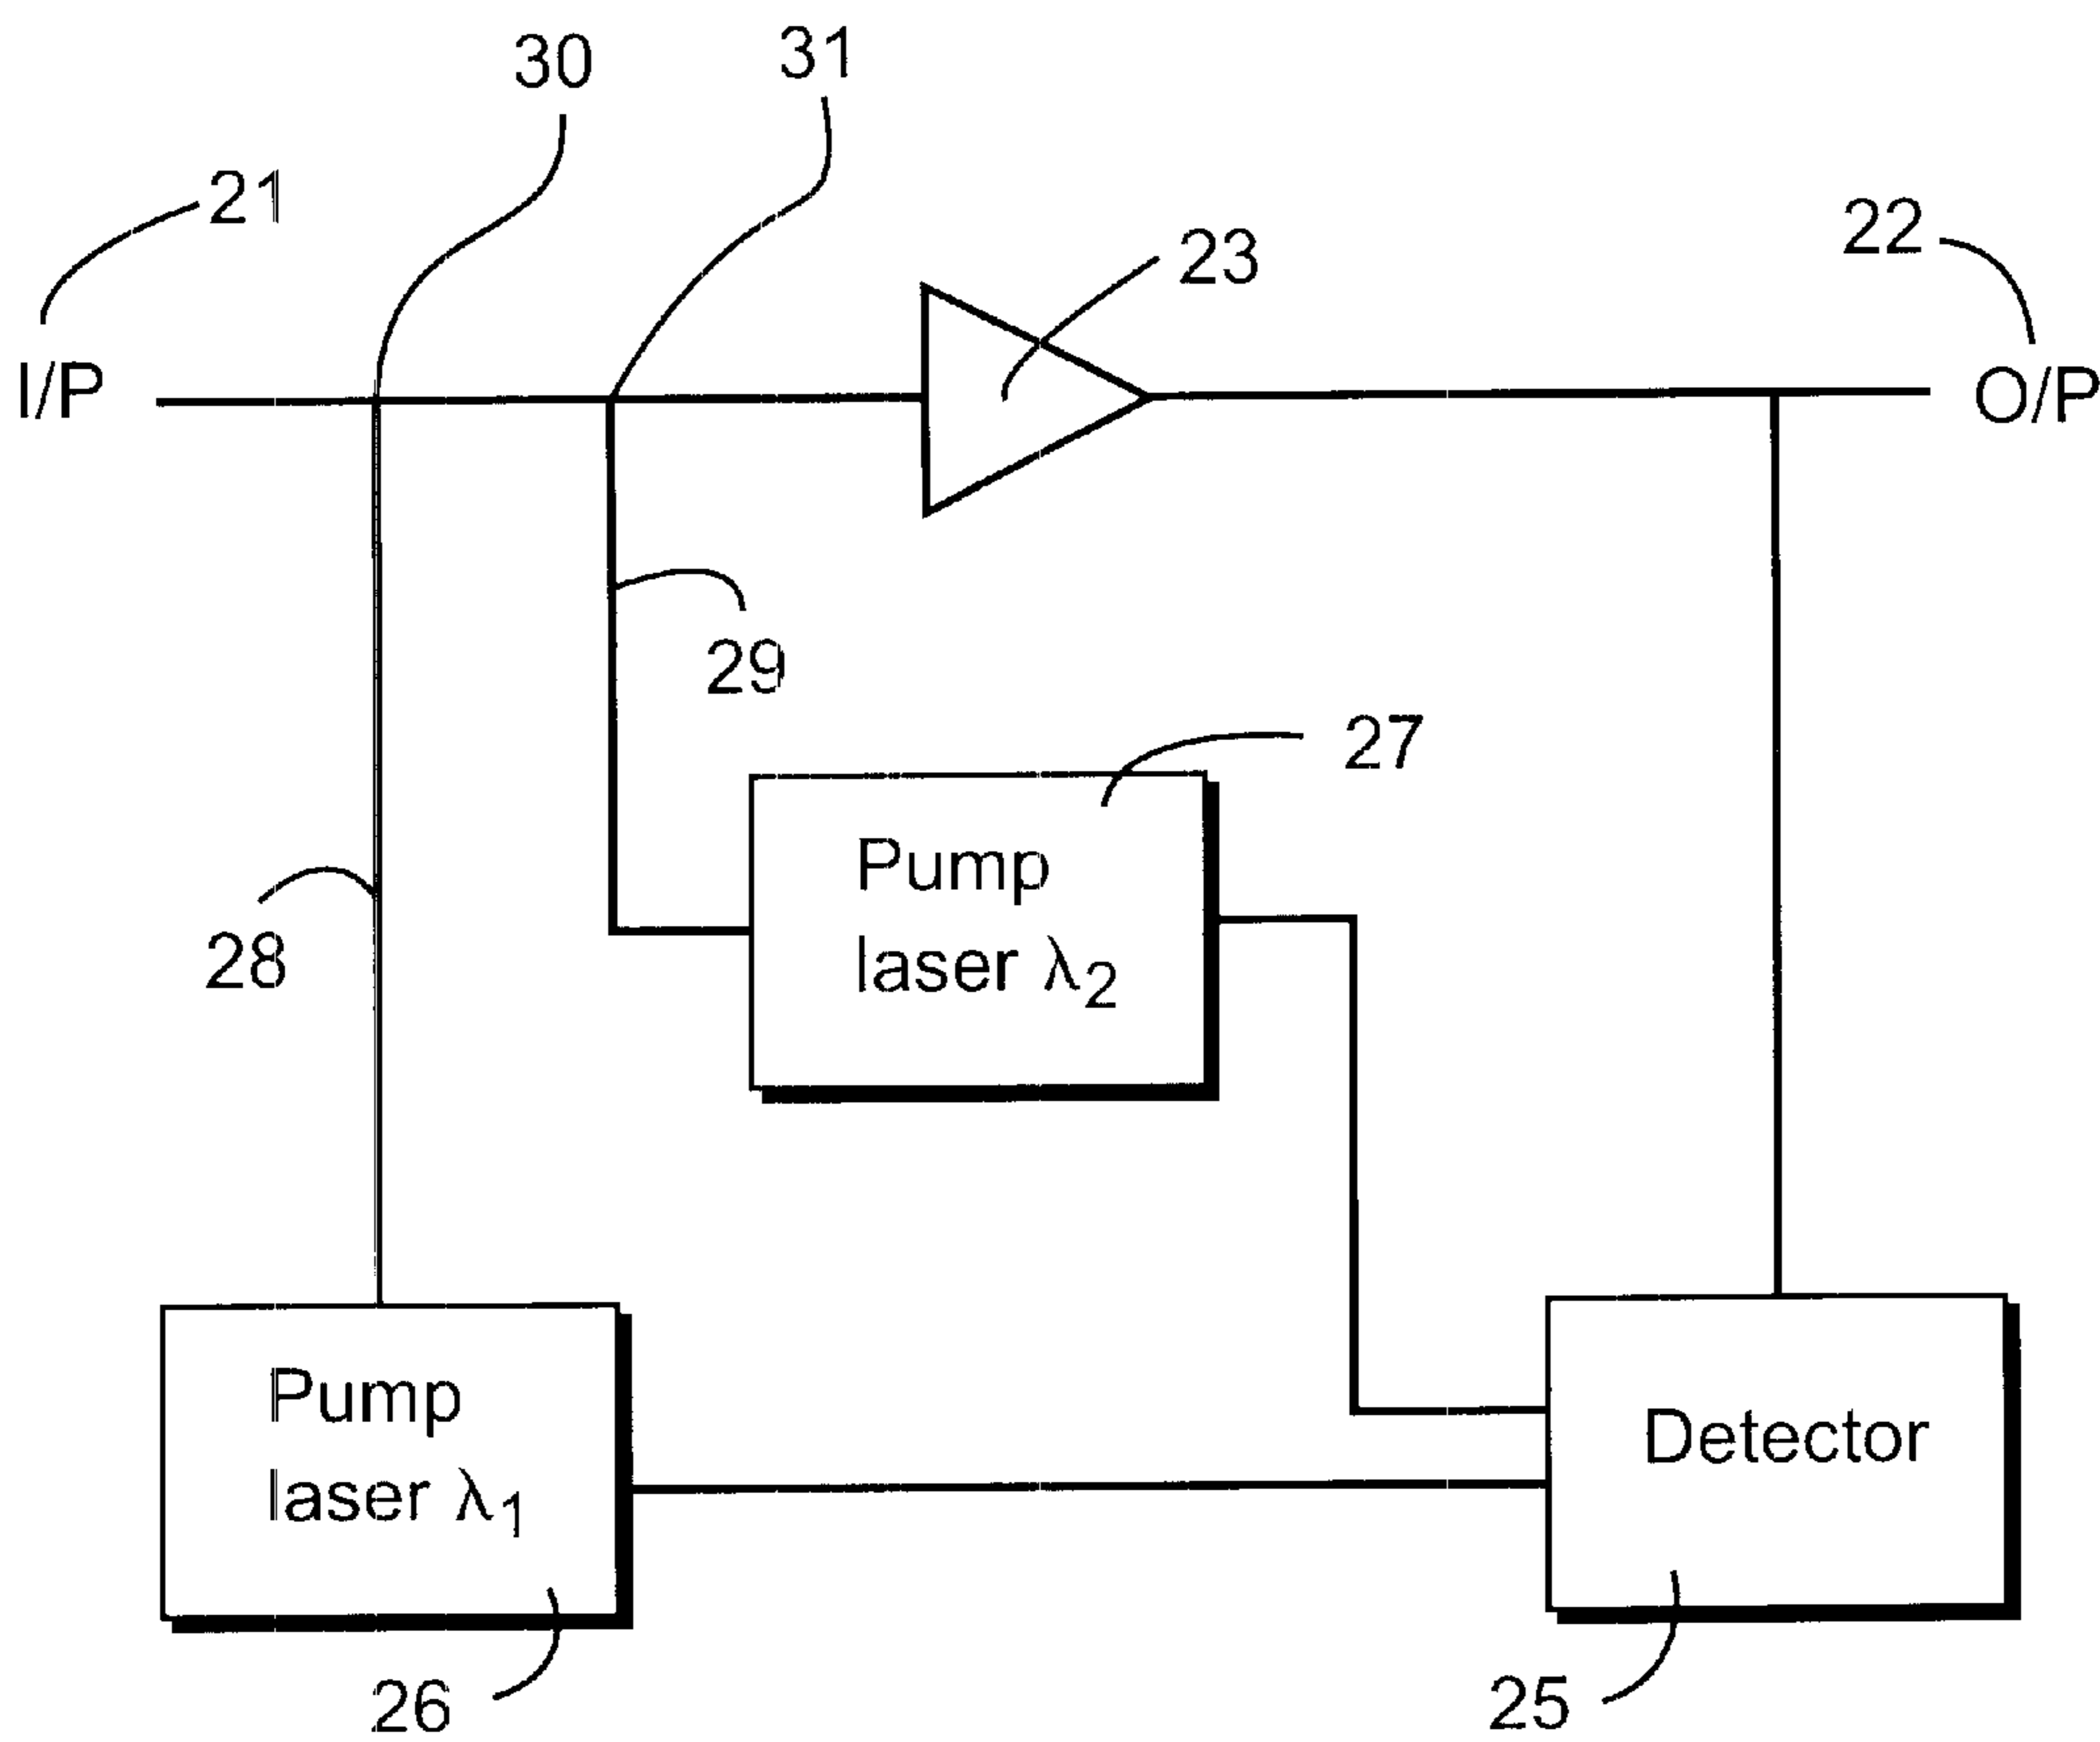 30
31
21
23
22
I/P
O/P
29
27
Pump
laser λ2
28
Pump
laser λ1
Detector
26
25